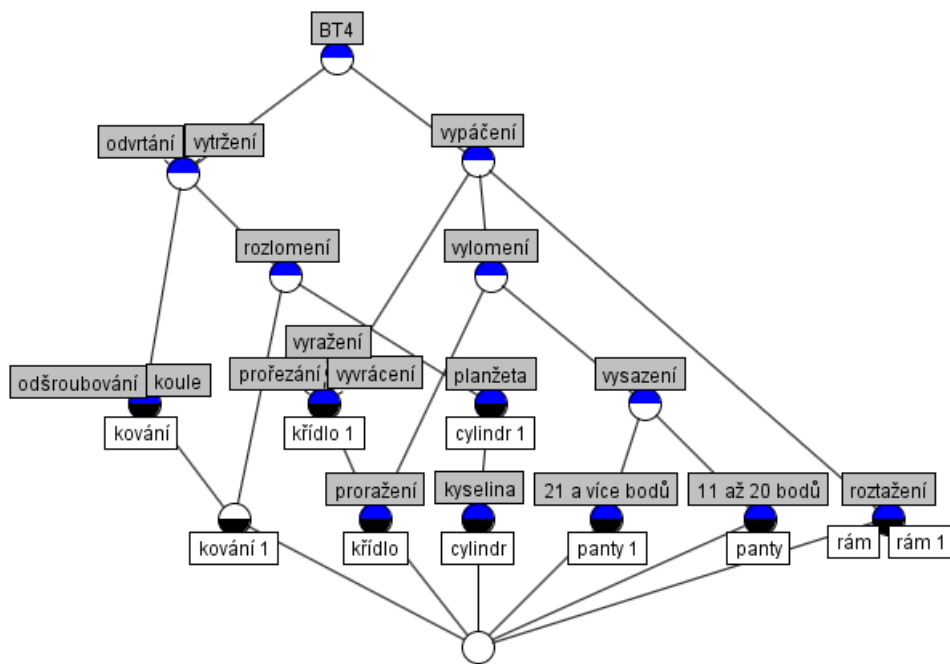 BT4
odvrtání
vytržení
vypáčení
rozlomení
vylomení
vyražení
odšroubování
koule
prořezání
vyvrácení
planžeta
vysazení
kování
křídlo 1
cylindr 1
proražení
kyselina
21 a více bodů
11 až 20 bodů
roztažení
kování 1
křídlo
cylindr
panty 1
panty
rám
rám 1